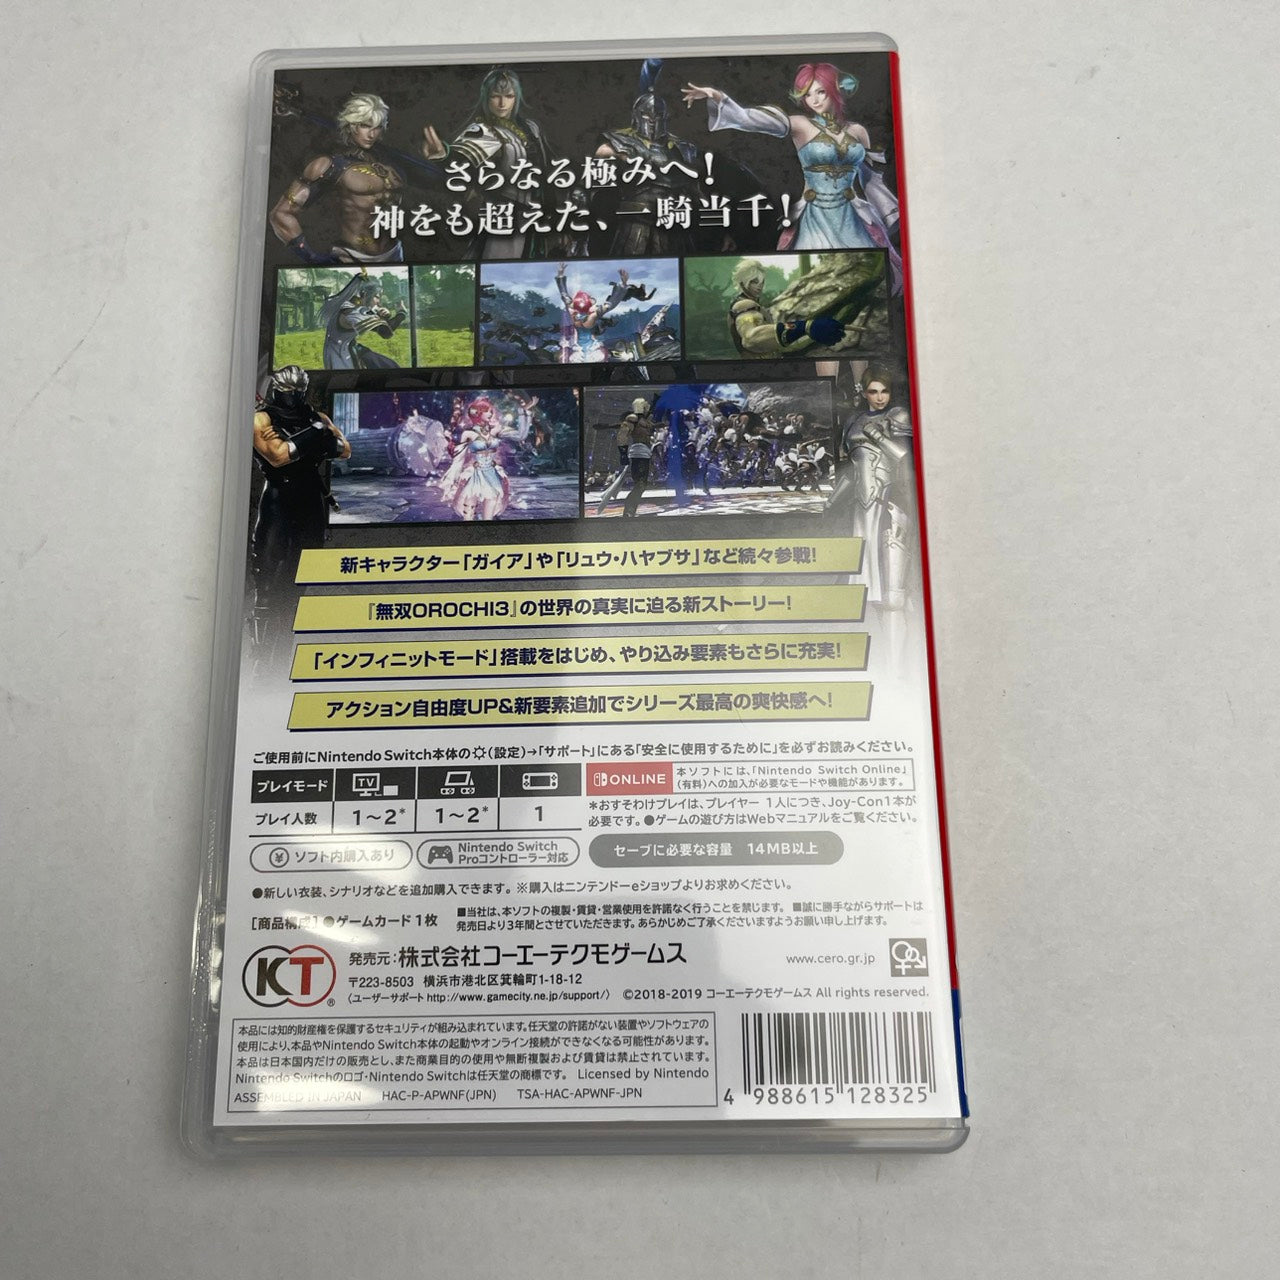 さらなる極みへ!
神をも超えた、一騎当千!
新キャラクター「ガイア」や「リュウ・ハヤブサ」など続々参戦!
『無双OROCHI3』の世界の真実に迫る新ストーリー!
「インフィニットモード」搭載をはじめ、やり込み要素もさらに充実!
アクション自由度UP&新要素追加でシリーズ最高の爽快感へ!
ご使用前にNintendo Switch本体の(設定)→「サポート」にある「安全に使用するために」を必ずお読みください。
プレイモード TV
プレイ人数 1～2* 1～2* 1
ONLINE
本ソフトには、「Nintendo Switch Online」
(有料)への加入が必要なモードや機能があります。
*おすそわけプレイは、プレイヤー 1人につき、Joy-Con1本が
必要です。●ゲームの遊び方はWebマニュアルをご覧ください。
¥ ソフト内購入あり
Nintendo Switch
Proコントローラー対応
セーブに必要な容量 14MB以上
●新しい衣装、シナリオなどを追加購入できます。※購入はニンテンドーeショップよりお求めください。
[商品構成]●ゲームカード1枚
■当社は、本ソフトの複製・賃貸・営業使用を許諾なく行うことを禁じます。■誠に勝手ながらサポートは
発売日より3年間とさせていただきます。あらかじめご了承くださいますようお願い申し上げます。
KT®
発売元:株式会社コーエーテクモゲームス
〒223-8503 横浜市港北区箕輪町1-18-12
〈ユーザーサポート http://www.gamecity.ne.jp/support/〉 ©2018-2019 コーエーテクモゲームス All rights reserved.
www.cero.gr.jp
本品には知的財産権を保護するセキュリティが組み込まれています。任天堂の許諾がない装置やソフトウェアの
使用により、本品やNintendo Switch本体の起動やオンライン接続ができなくなる可能性があります。
本品は日本国内だけの販売とし、また商業目的の使用や無断複製および賃貸は禁止されています。
Nintendo Switchのロゴ・Nintendo Switchは任天堂の商標です。 Licensed by Nintendo
ASSEMBLED IN JAPAN HAC-P-APWNF(JPN) TSA-HAC-APWNF-JPN
4 988615 128325